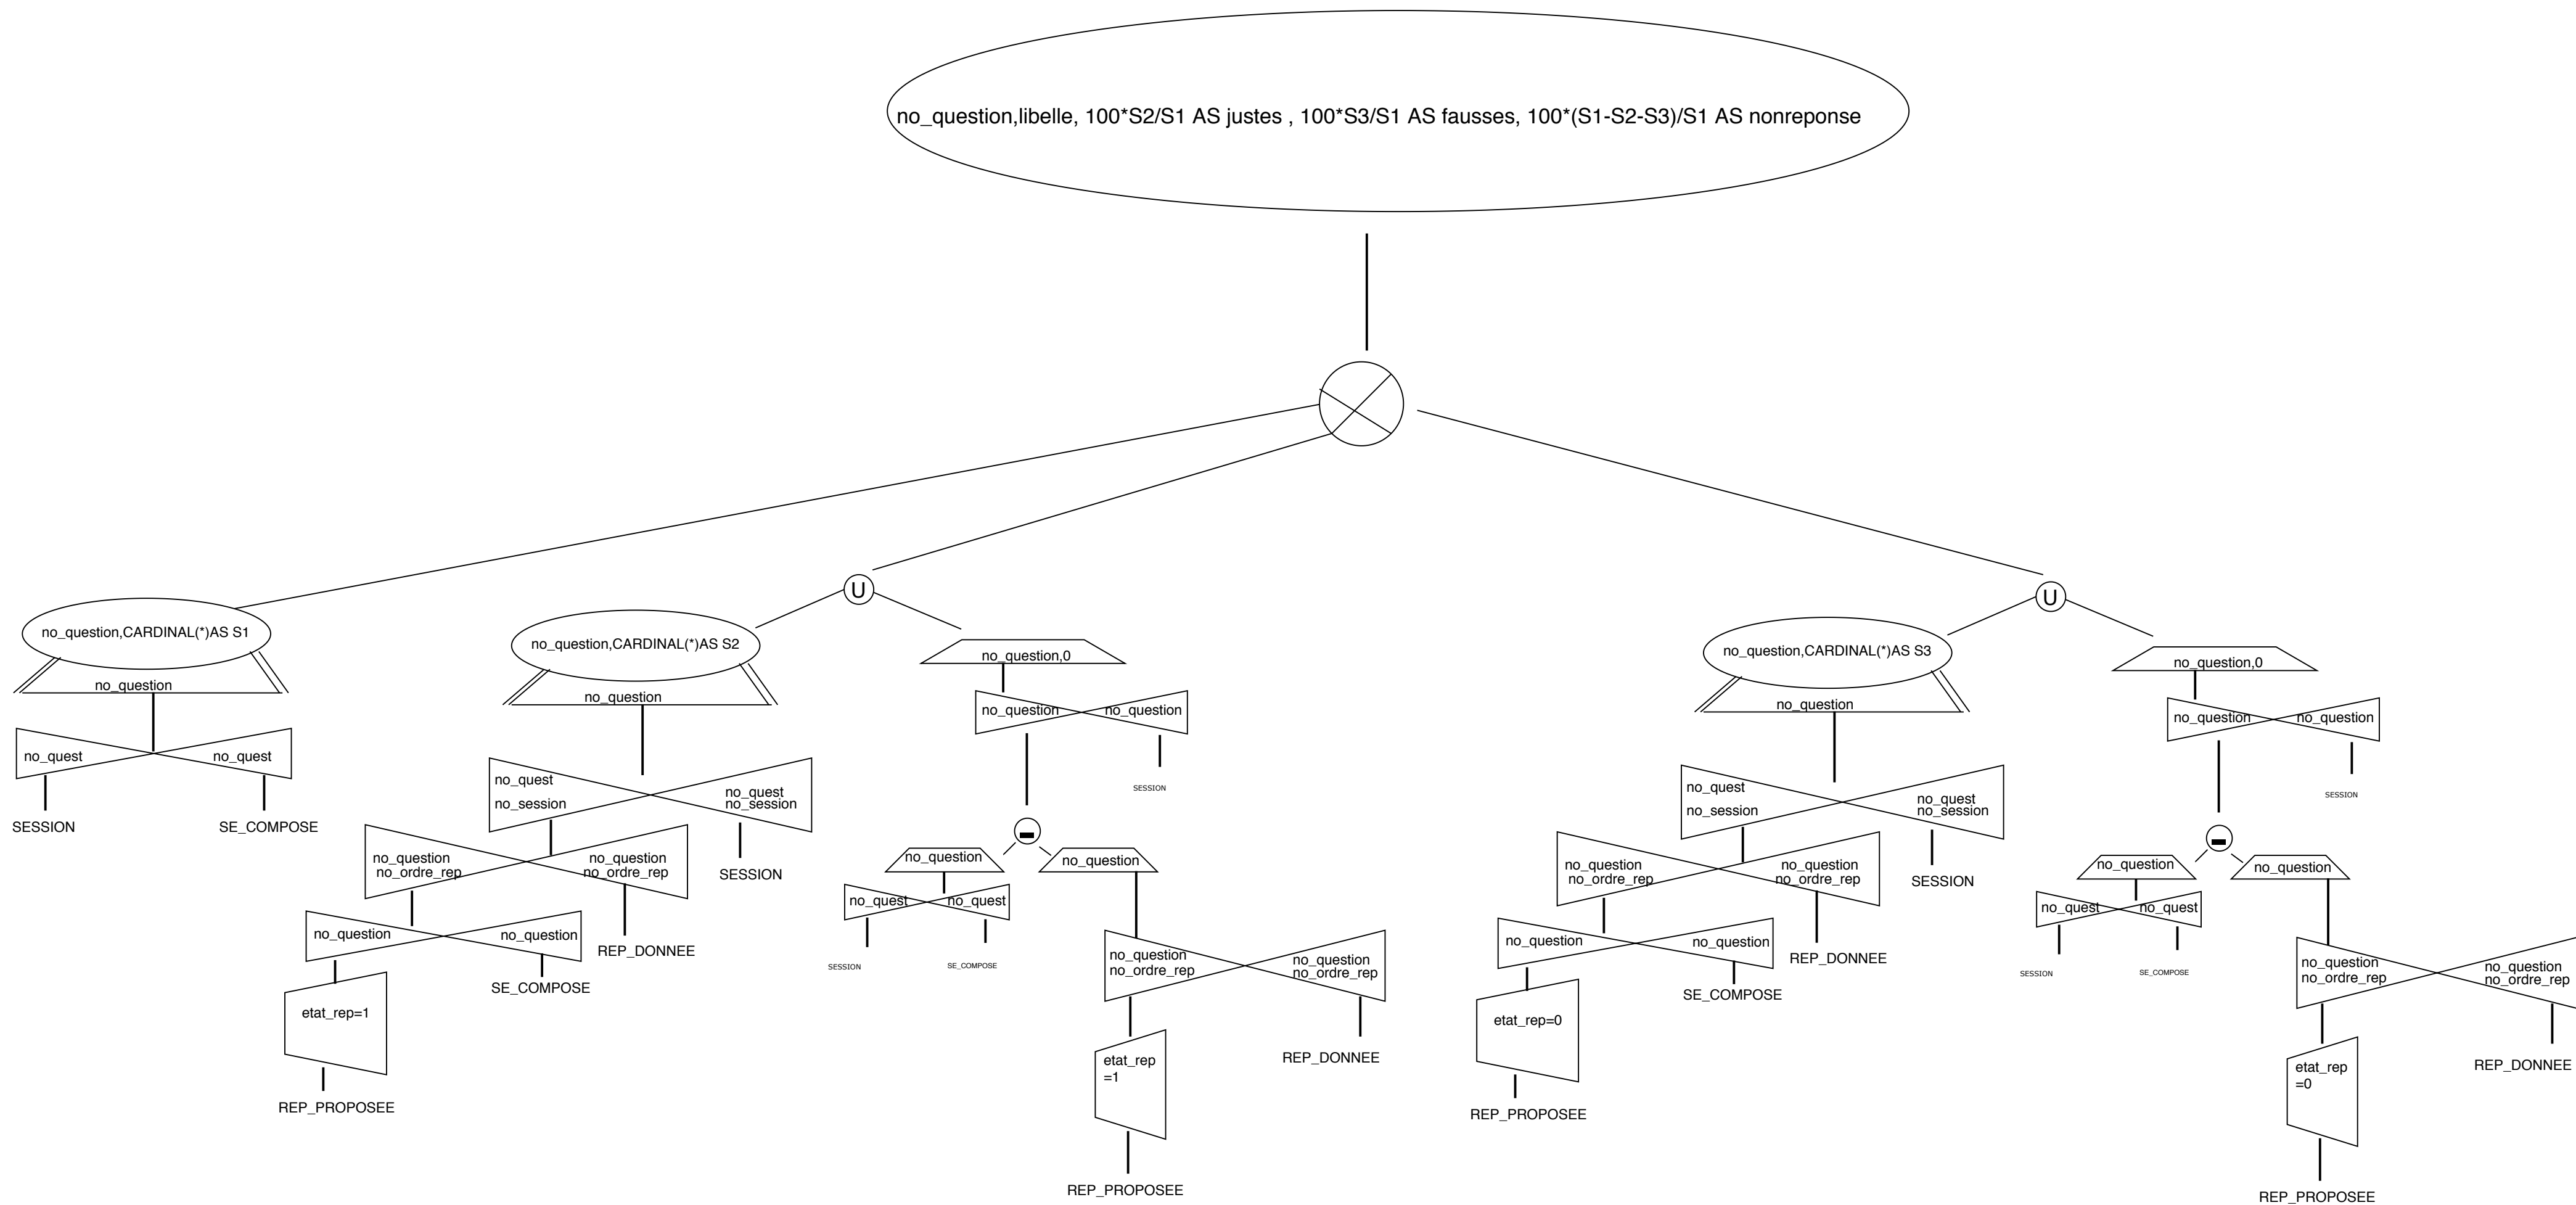 no_question,libelle, 100*S2/S1 AS justes , 100*S3/S1 AS fausses, 100*(S1-S2-S3)/S1 AS nonreponse
no_question,CARDINAL(*)AS S1
no_question
no_quest
no_quest
SESSION
SE_COMPOSE
U
no_question,CARDINAL(*)AS S2
no_question
no_quest
no_session
no_quest
no_session
no_question
no_ordre_rep
no_question
no_ordre_rep
SESSION
no_question
no_question
REP_DONNEE
SE_COMPOSE
etat_rep=1
REP_PROPOSEE
no_question,0
no_question
no_question
SESSION
no_question
no_question
no_quest
no_quest
SESSION
SE_COMPOSE
no_question
no_ordre_rep
no_question
no_ordre_rep
etat_rep
=1
REP_DONNEE
REP_PROPOSEE
U
no_question,CARDINAL(*)AS S3
no_question
no_quest
no_session
no_quest
no_session
no_question
no_ordre_rep
no_question
no_ordre_rep
SESSION
no_question
no_question
REP_DONNEE
SE_COMPOSE
etat_rep=0
REP_PROPOSEE
no_question,0
no_question
no_question
SESSION
no_question
no_question
no_quest
no_quest
SESSION
SE_COMPOSE
no_question
no_ordre_rep
no_question
no_ordre_rep
etat_rep
=0
REP_DONNEE
REP_PROPOSEE